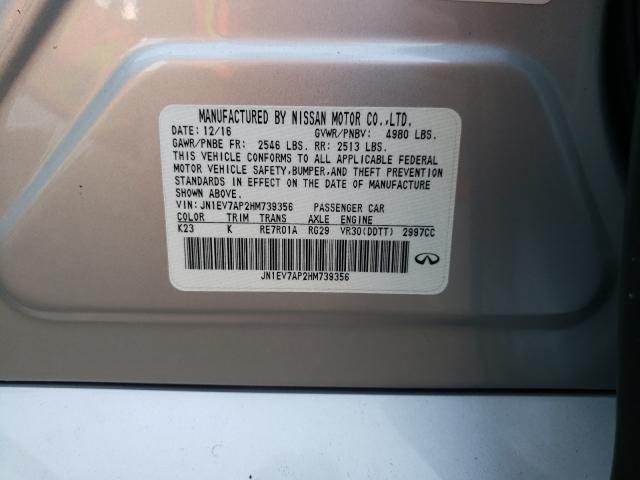 MANUFACTURED BY NISSAN MOTOR CO.,LTD.
DATE: 12/16 GVWR/PNBV: 4980 LBS.
GAWR/PNBE FR: 2546 LBS. RR: 2513 LBS.
THIS VEHICLE CONFORMS TO ALL APPLICABLE FEDERAL
MOTOR VEHICLE SAFETY,BUMPER,AND THEFT PREVENTION
STANDARDS IN EFFECT ON THE DATE OF MANUFACTURE
SHOWN ABOVE.
VIN: JN1EV7AP2HM739356 PASSENGER CAR
COLOR TRIM TRANS AXLE ENGINE
K23 K RE7R01A RG29 VR30(DDTT) 2997CC
JN1EV7AP2HM739356